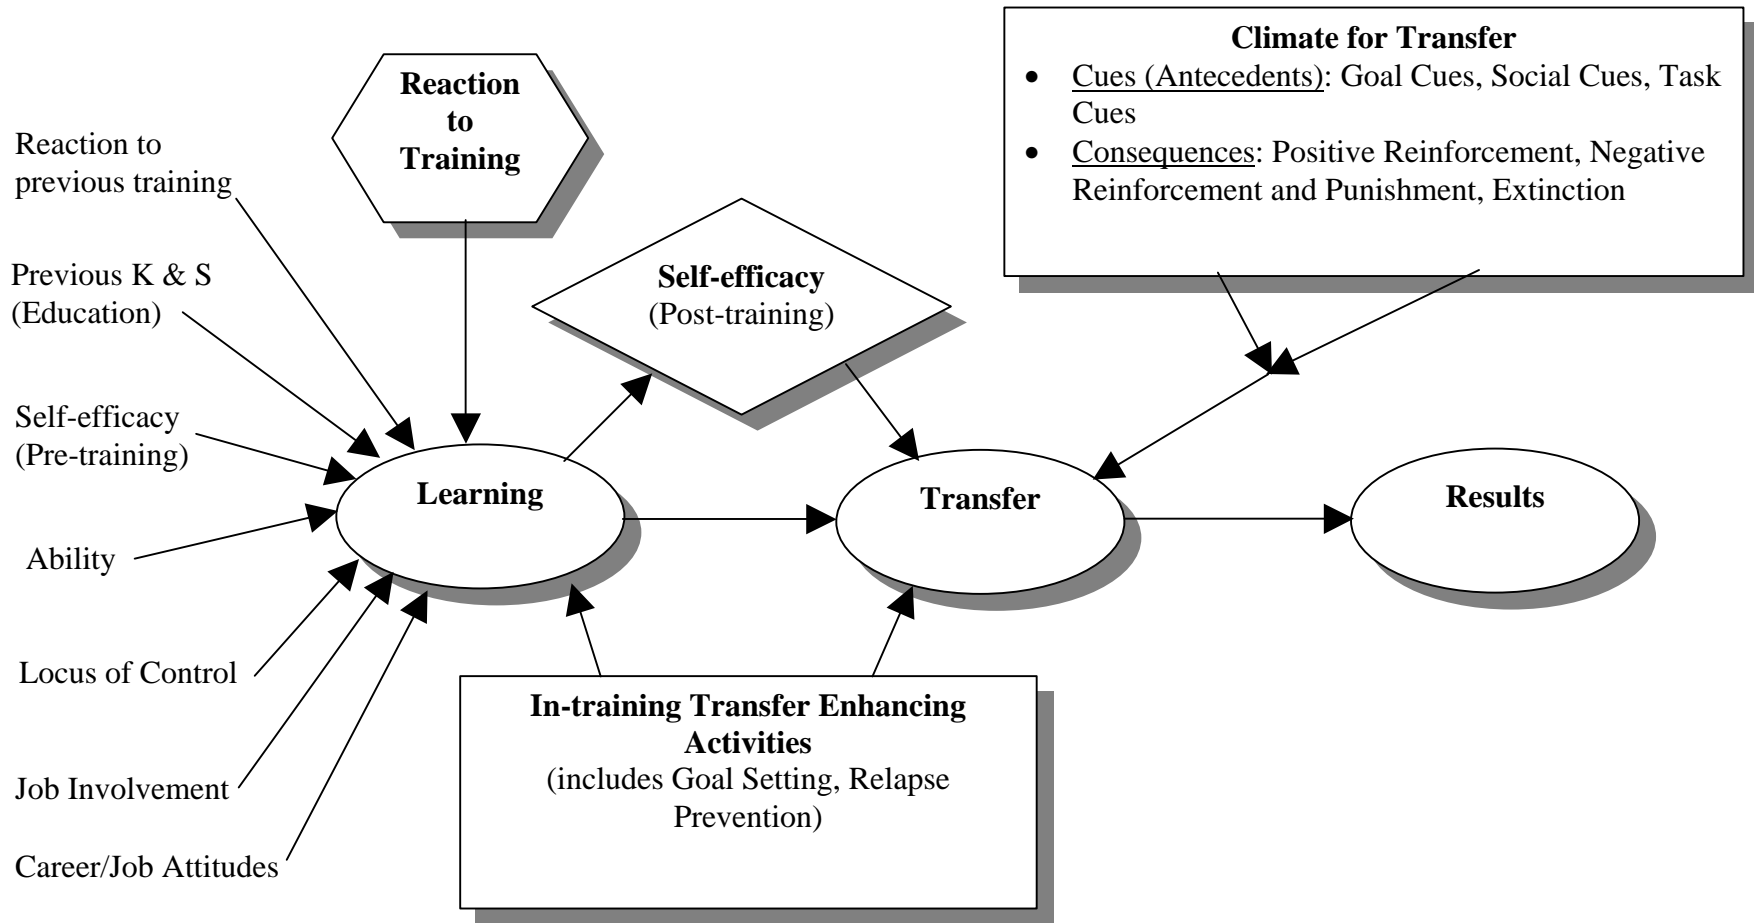 Climate for Transfer
• Cues (Antecedents): Goal Cues, Social Cues, Task
Cues
• Consequences: Positive Reinforcement, Negative
Reinforcement and Punishment, Extinction
Reaction
to
Training
Reaction to
previous training
Self-efficacy
(Post-training)
Previous K & S
(Education)
Self-efficacy
(Pre-training)
Learning
Transfer
Results
Ability
Locus of Control
In-training Transfer Enhancing
Activities
(includes Goal Setting, Relapse
Prevention)
Job Involvement
Career/Job Attitudes